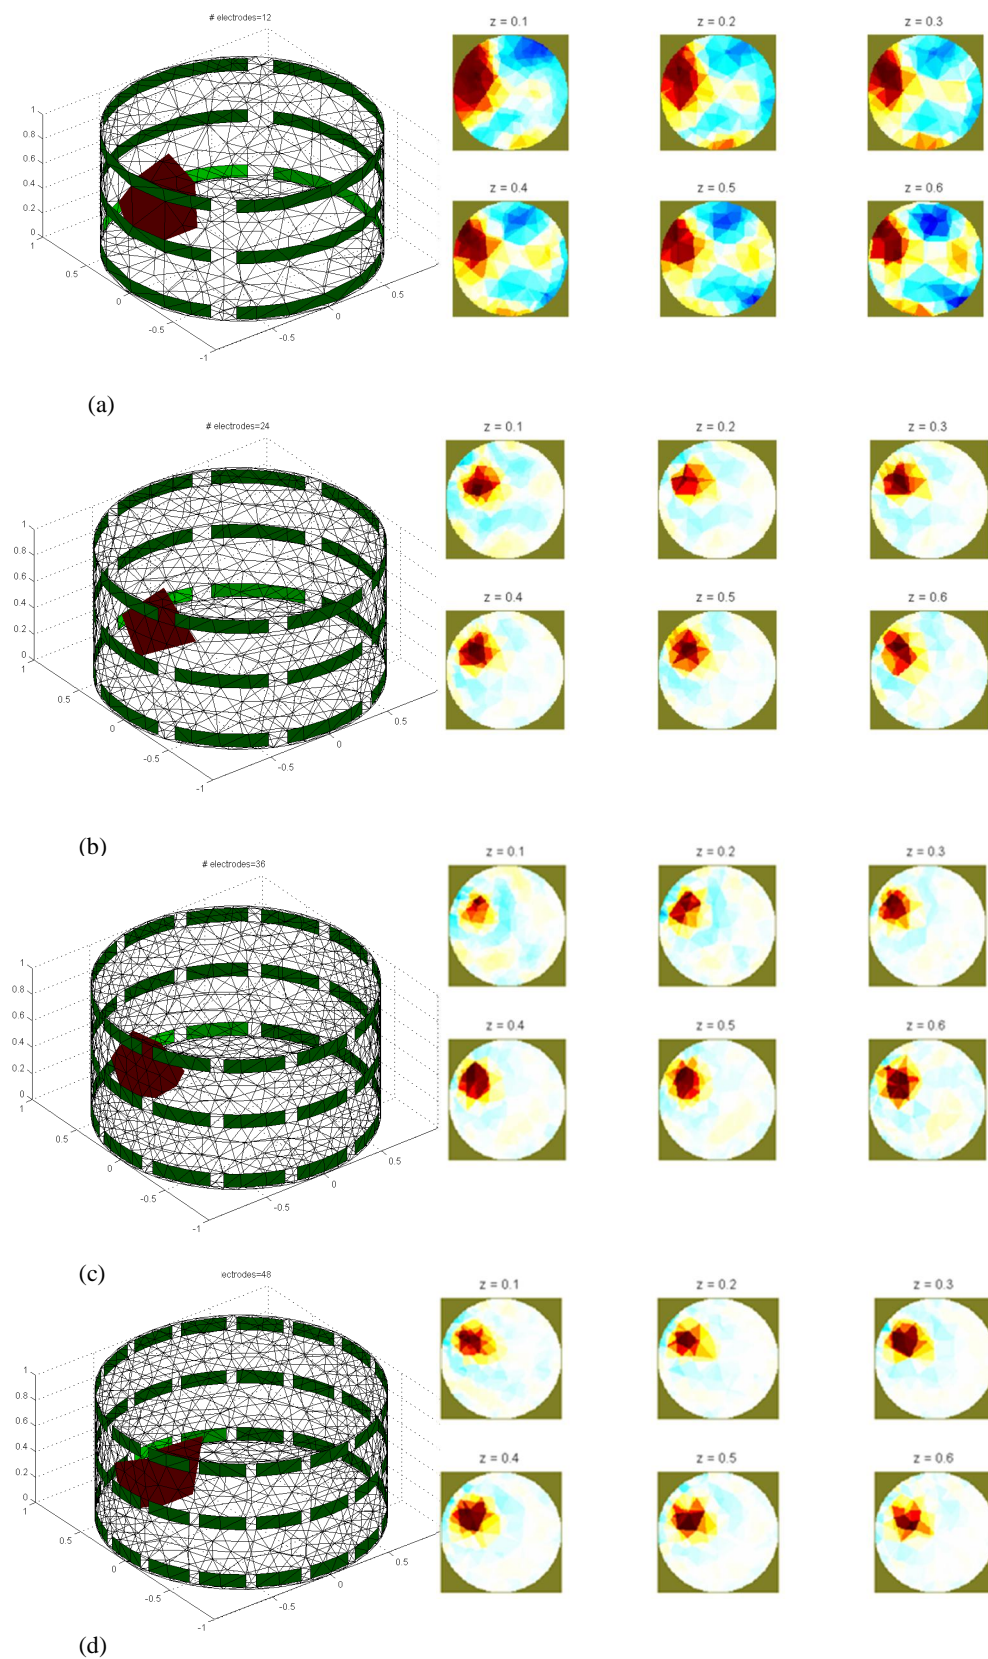 # electrodes=12
z = 0.1
z = 0.2
z = 0.3
1
0.8
0.6
0.4
0.2
0
1
0.5
0
-0.5
-1
-0.5
0
0.5
z = 0.4
z = 0.5
z = 0.6
(a)
# electrodes=24
z = 0.1
z = 0.2
z = 0.3
1
0.8
0.6
0.4
0.2
0
1
0.5
0
-0.5
-1
-0.5
0
0.5
z = 0.4
z = 0.5
z = 0.6
(b)
# electrodes=36
z = 0.1
z = 0.2
z = 0.3
1
0.8
0.6
0.4
0.2
0
1
0.5
0
-0.5
-1
-0.5
0
0.5
z = 0.4
z = 0.5
z = 0.6
(c)
ectrodes=48
z = 0.1
z = 0.2
z = 0.3
1
0.8
0.6
0.4
0.2
0
1
0.5
0
-0.5
-1
-0.5
0
0.5
z = 0.4
z = 0.5
z = 0.6
(d)